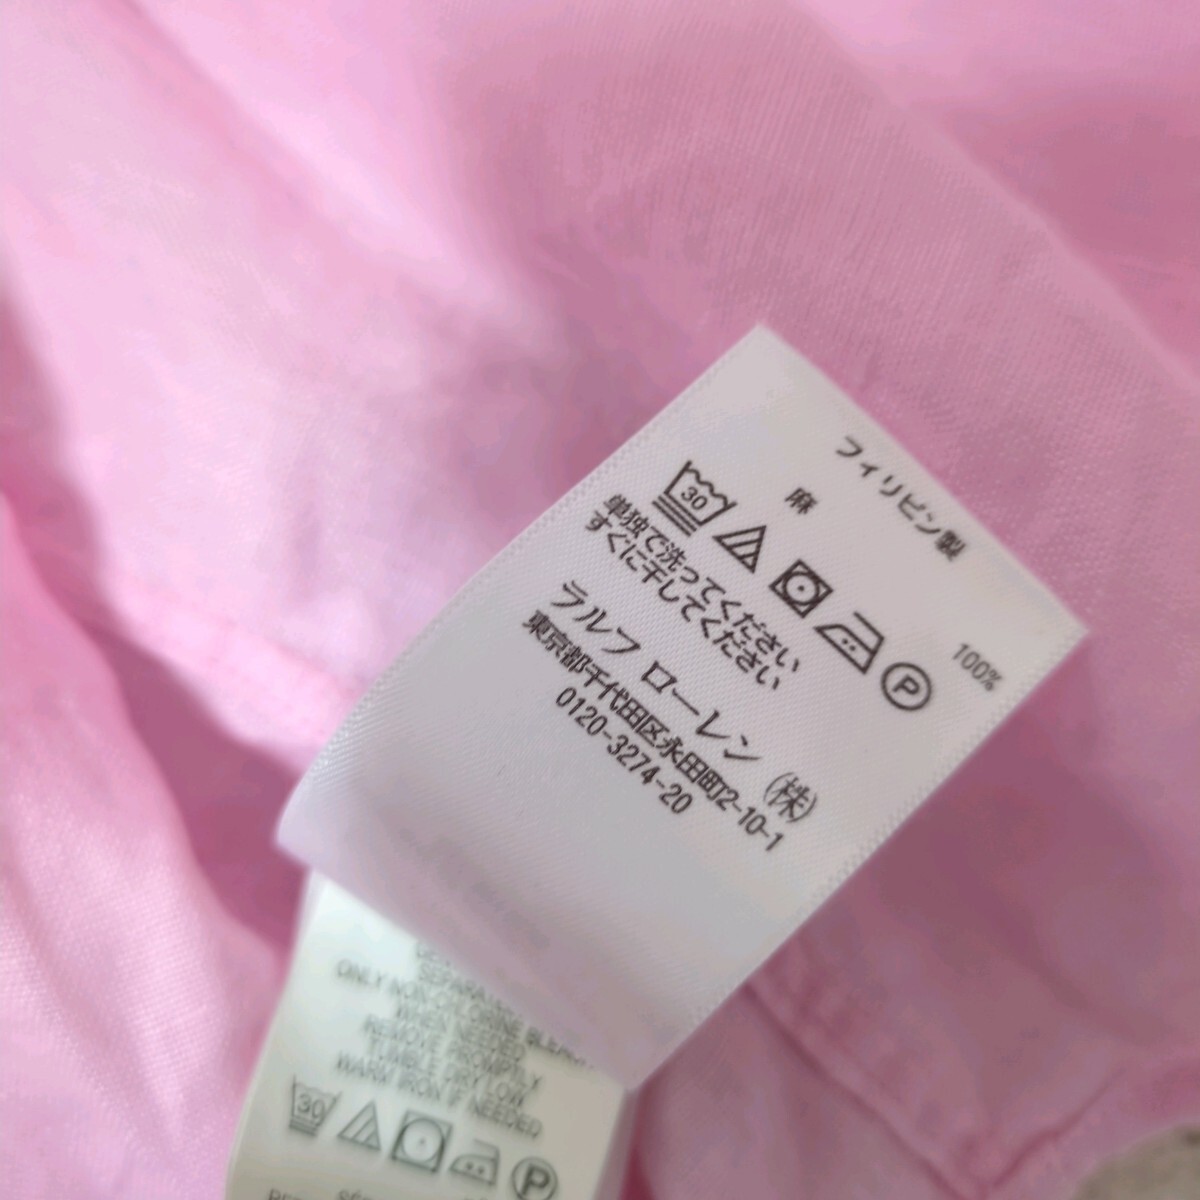 フィリピン製
麻 100%
30 P
単独で洗ってください
すぐに干してください
ラルフ ローレン (株)
東京都千代田区永田町2-10-1
0120-3274-20
ONLY NON-CHLORINE BLEACH
WHEN NEEDED
REMOVE PROMPTLY
TUMBLE DRY LOW
WARM IRON IF NEEDED
30 P